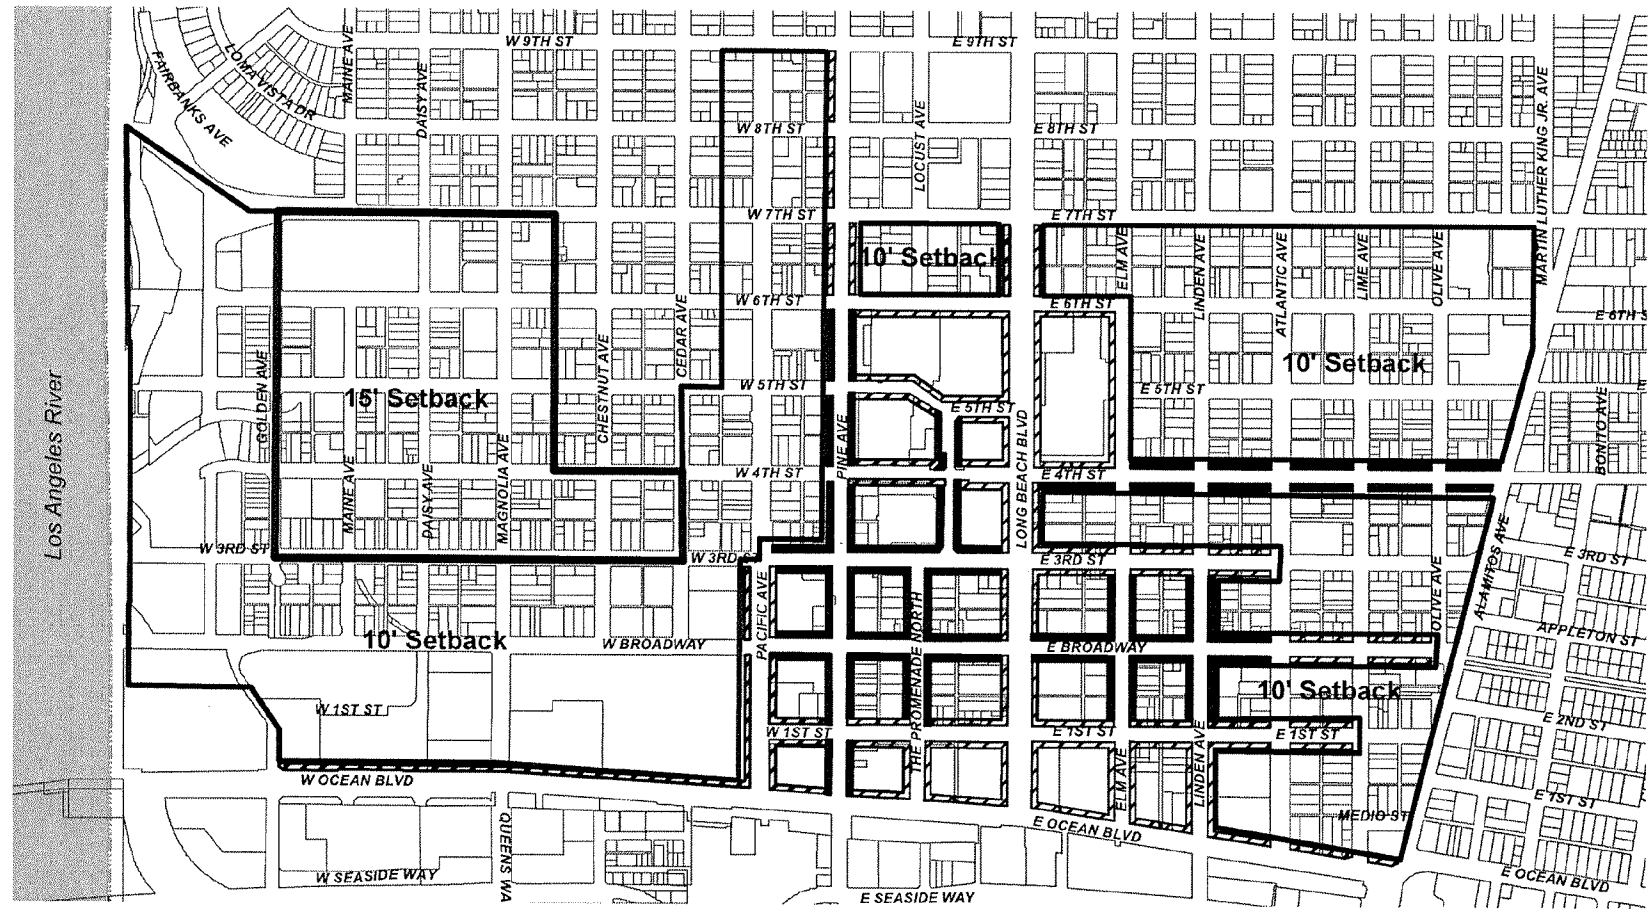 W 9TH ST
E 9TH ST
MAINE AVE
LOMA VISTA DR
FAIRBANKS AVE
DAISY AVE
W 8TH ST
E 8TH ST
LOCUST AVE
MARTIN LUTHER KING JR. AVE
W 7TH ST
E 7TH ST
10' Setback
ELM AVE
LINDEN AVE
ATLANTIC AVE
LIME AVE
OLIVE AVE
W 6TH ST
E 6TH ST
E 6TH S
CEDAR AVE
CHESTNUT AVE
GOLDEN AVE
10' Setback
W 5TH ST
E 5TH ST
E 5TH ST
15' Setback
Los Angeles River
PINE AVE
LONG BEACH BLVD
BONITO AVE
W 4TH ST
E 4TH ST
MAINE AVE
DAISY AVE
MAGNOLIA AVE
W 3RD ST
W 3RD ST
E 3RD ST
E 3RD ST
ALAMITOS AVE
OLIVE AVE
PACIFIC AVE
THE PROMENADE NORTH
APPLETON ST
10' Setback
W BROADWAY
E BROADWAY
10' Setback
W 1ST ST
W 1ST ST
E 1ST ST
E 1ST ST
E 2ND ST
LINDEN AVE
ELM AVE
W OCEAN BLVD
E 1ST ST
MEDIO ST
E OCEAN BLVD
QUEENS WA
W SEASIDE WAY
E SEASIDE WAY
E OCEAN BLVD